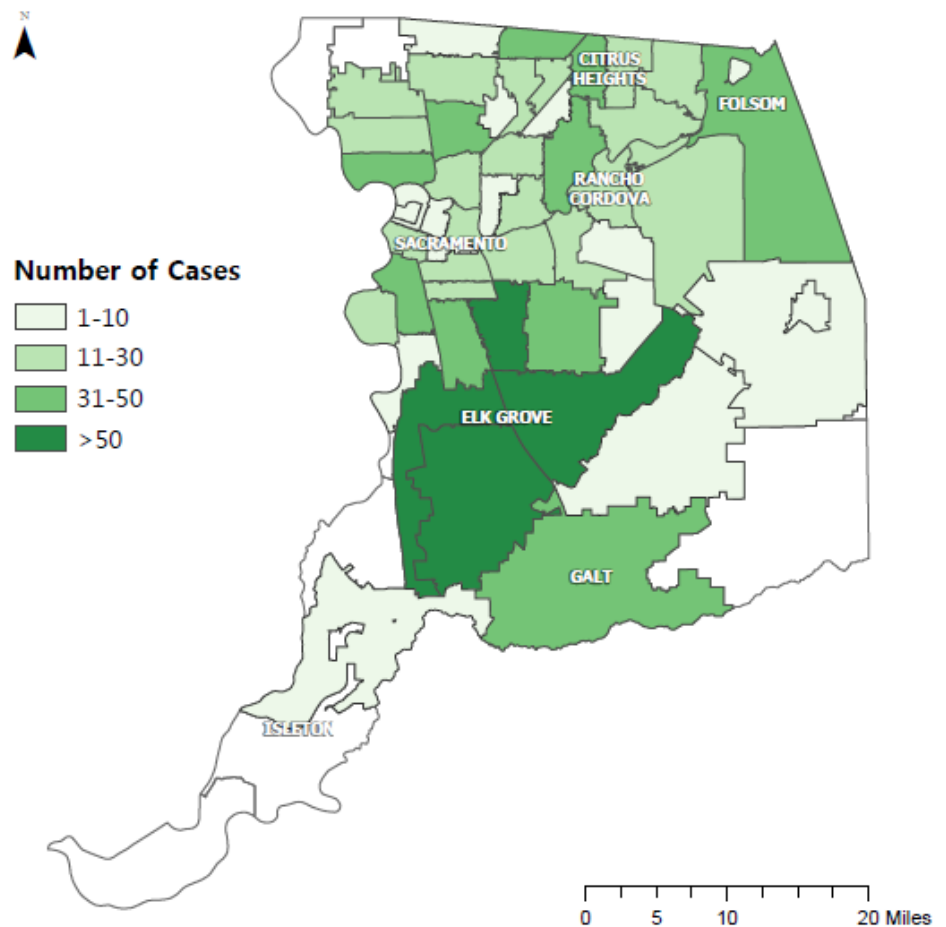 N
CITRUS
HEIGHTS
FOLSOM
RANCHO
CORDOVA
SACRAMENTO
Number of Cases
1-10
11-30
31-50
>50
ELK GROVE
GALT
ISLETON
0 5 10 20 Miles